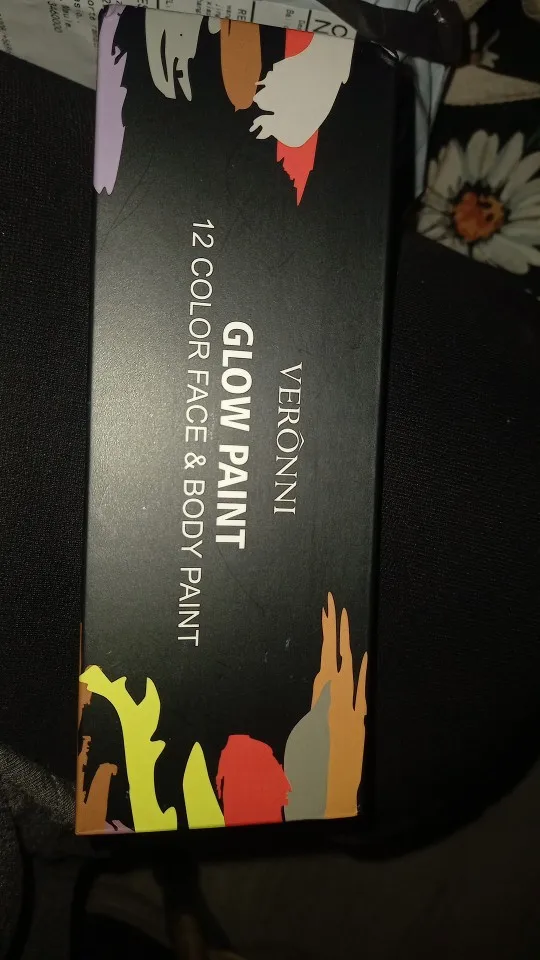 VERÔNNI
GLOW PAINT
12 COLOR FACE & BODY PAINT